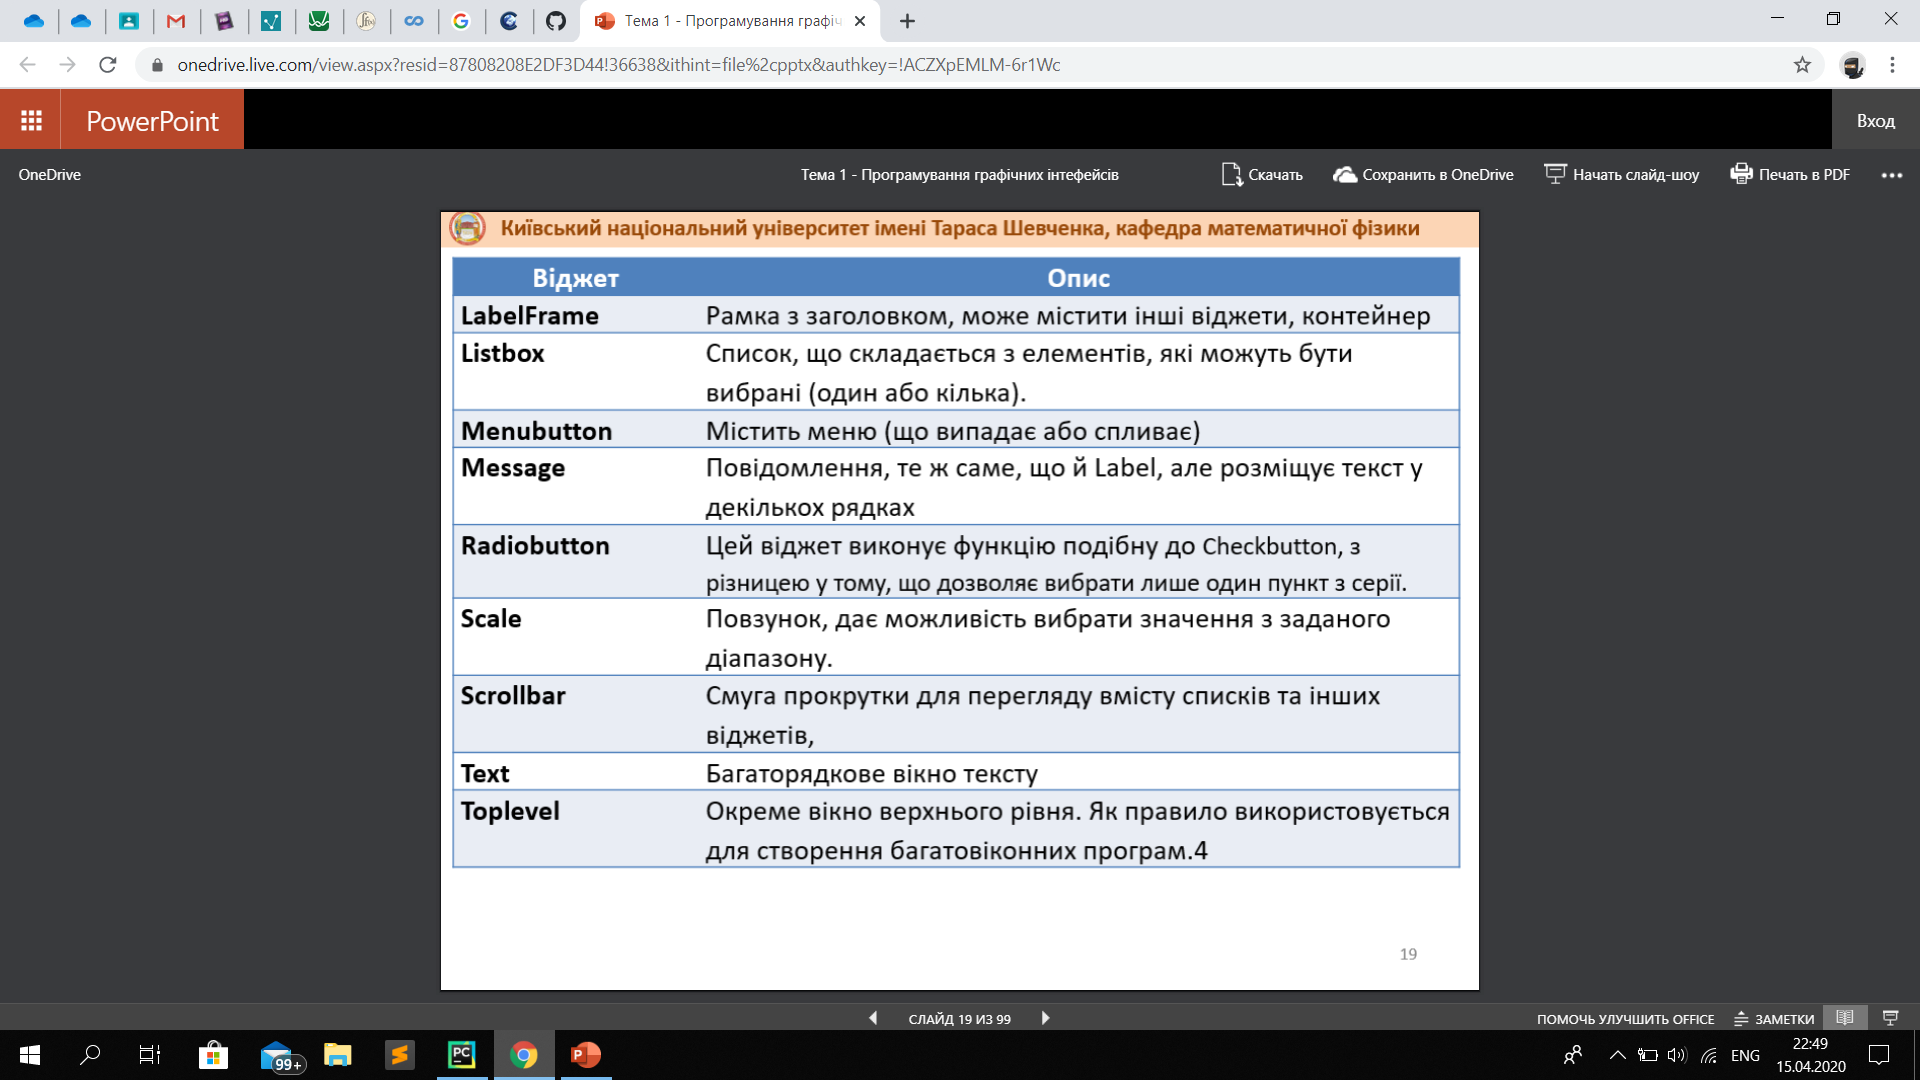 Тема 1 - Програмування графіч
onedrive.live.com/view.aspx?resid=87808208E2DF3D44!36638&ithint=file%2cpptx&authkey=!ACZXpEMLM-6r1Wc
PowerPoint
Вход
OneDrive
Тема 1 - Програмування графічних інтефейсів
Скачать
Сохранить в OneDrive
Начать слайд-шоу
Печать в PDF
Київський національний університет імені Тараса Шевченка, кафедра математичної фізики
Віджет Опис
LabelFrame Рамка з заголовком, може містити інші віджети, контейнер
Listbox Список, що складається з елементів, які можуть бути
вибрані (один або кілька).
Menubutton Містить меню (що випадає або спливає)
Message Повідомлення, те ж саме, що й Label, але розміщує текст у
декількох рядках
Radiobutton Цей віджет виконує функцію подібну до Checkbutton, з
різницею у тому, що дозволяє вибрати лише один пункт з серії.
Scale Повзунок, дає можливість вибрати значення з заданого
діапазону.
Scrollbar Смуга прокрутки для перегляду вмісту списків та інших
віджетів,
Text Багаторядкове вікно тексту
Toplevel Окреме вікно верхнього рівня. Як правило використовується
для створення багатовіконних програм.4
19
СЛАЙД 19 ИЗ 99
ПОМОЧЬ УЛУЧШИТЬ OFFICE
ЗАМЕТКИ
99+
PC
ENG
22:49
15.04.2020